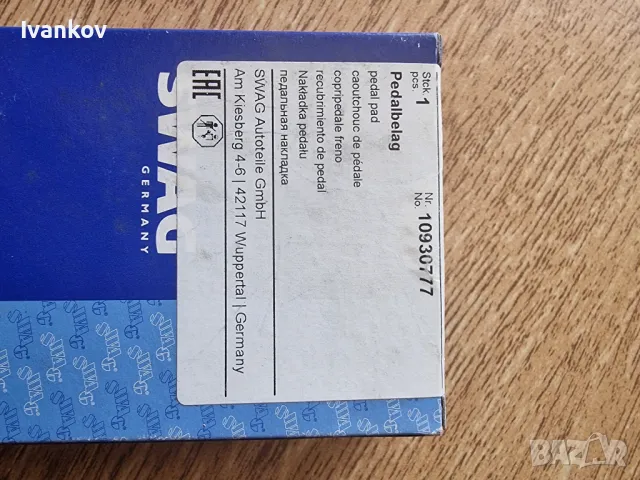 Ivankov
SWAG
GERMANY
Stck. 1
pcs.
Nr. 10930777
No.
Pedalbelag
pedal pad
caoutchouc de pédale
copripedale freno
recubrimiento de pedal
Nakładka pedału
педальная накладка
EAC
SWAG Autoteile GmbH
Am Kiesberg 4-6 | 42117 Wuppertal | Germany
BAZAR